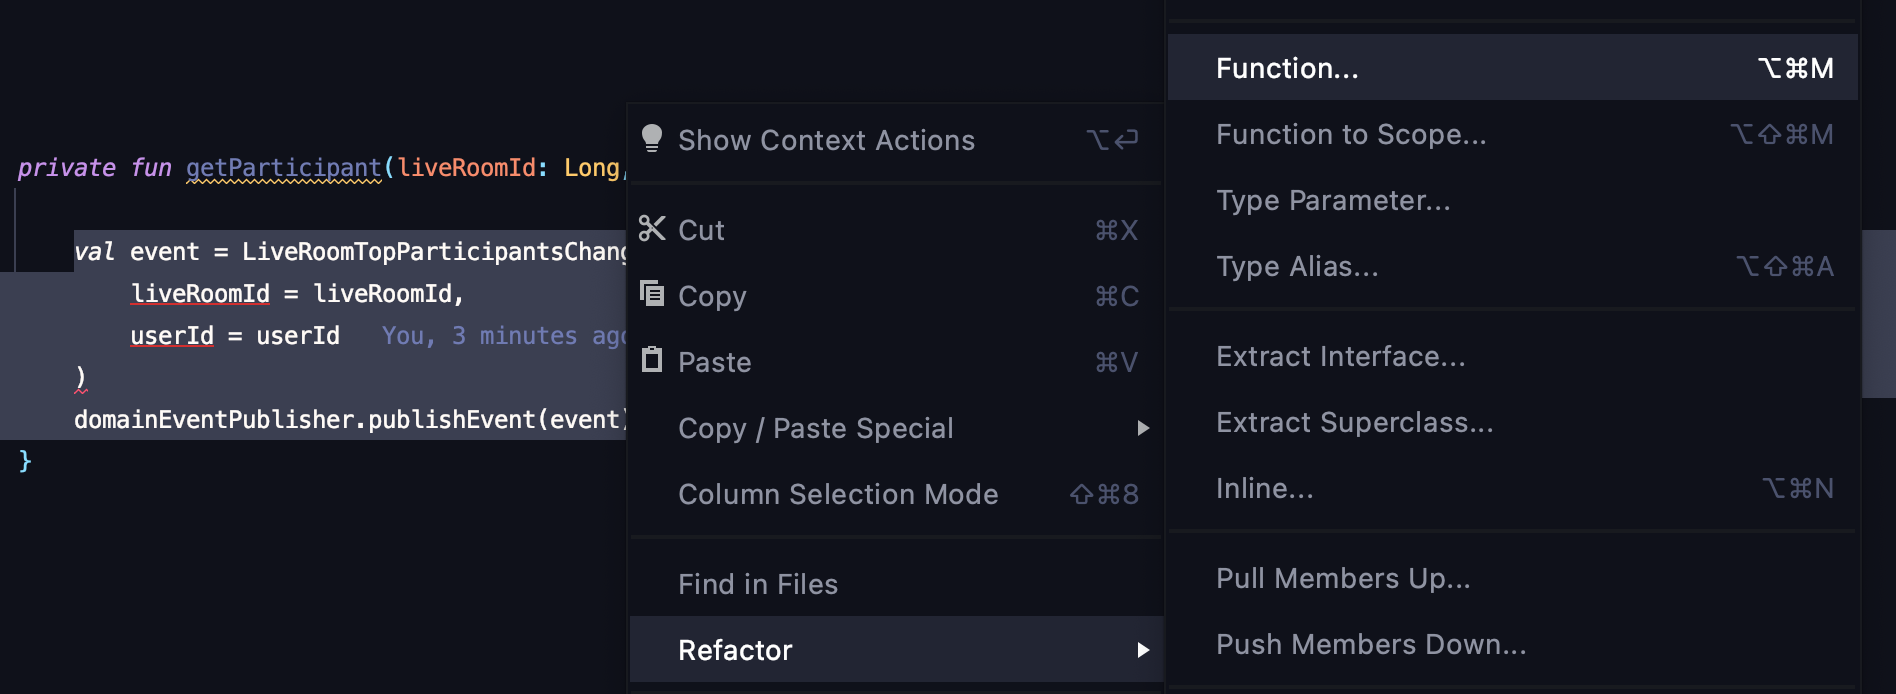 private fun getParticipant(liveRoomId: Long,
val event = LiveRoomTopParticipantsChang
liveRoomId = liveRoomId,
userId = userId You, 3 minutes ago
)
domainEventPublisher.publishEvent(event)
}
Show Context Actions ⌥⏎
Cut ⌘X
Copy ⌘C
Paste ⌘V
Copy / Paste Special
Column Selection Mode ⇧⌘8
Find in Files
Refactor
Function... ⌥⌘M
Function to Scope... ⌥⇧⌘M
Type Parameter...
Type Alias... ⌥⇧⌘A
Extract Interface...
Extract Superclass...
Inline... ⌥⌘N
Pull Members Up...
Push Members Down...